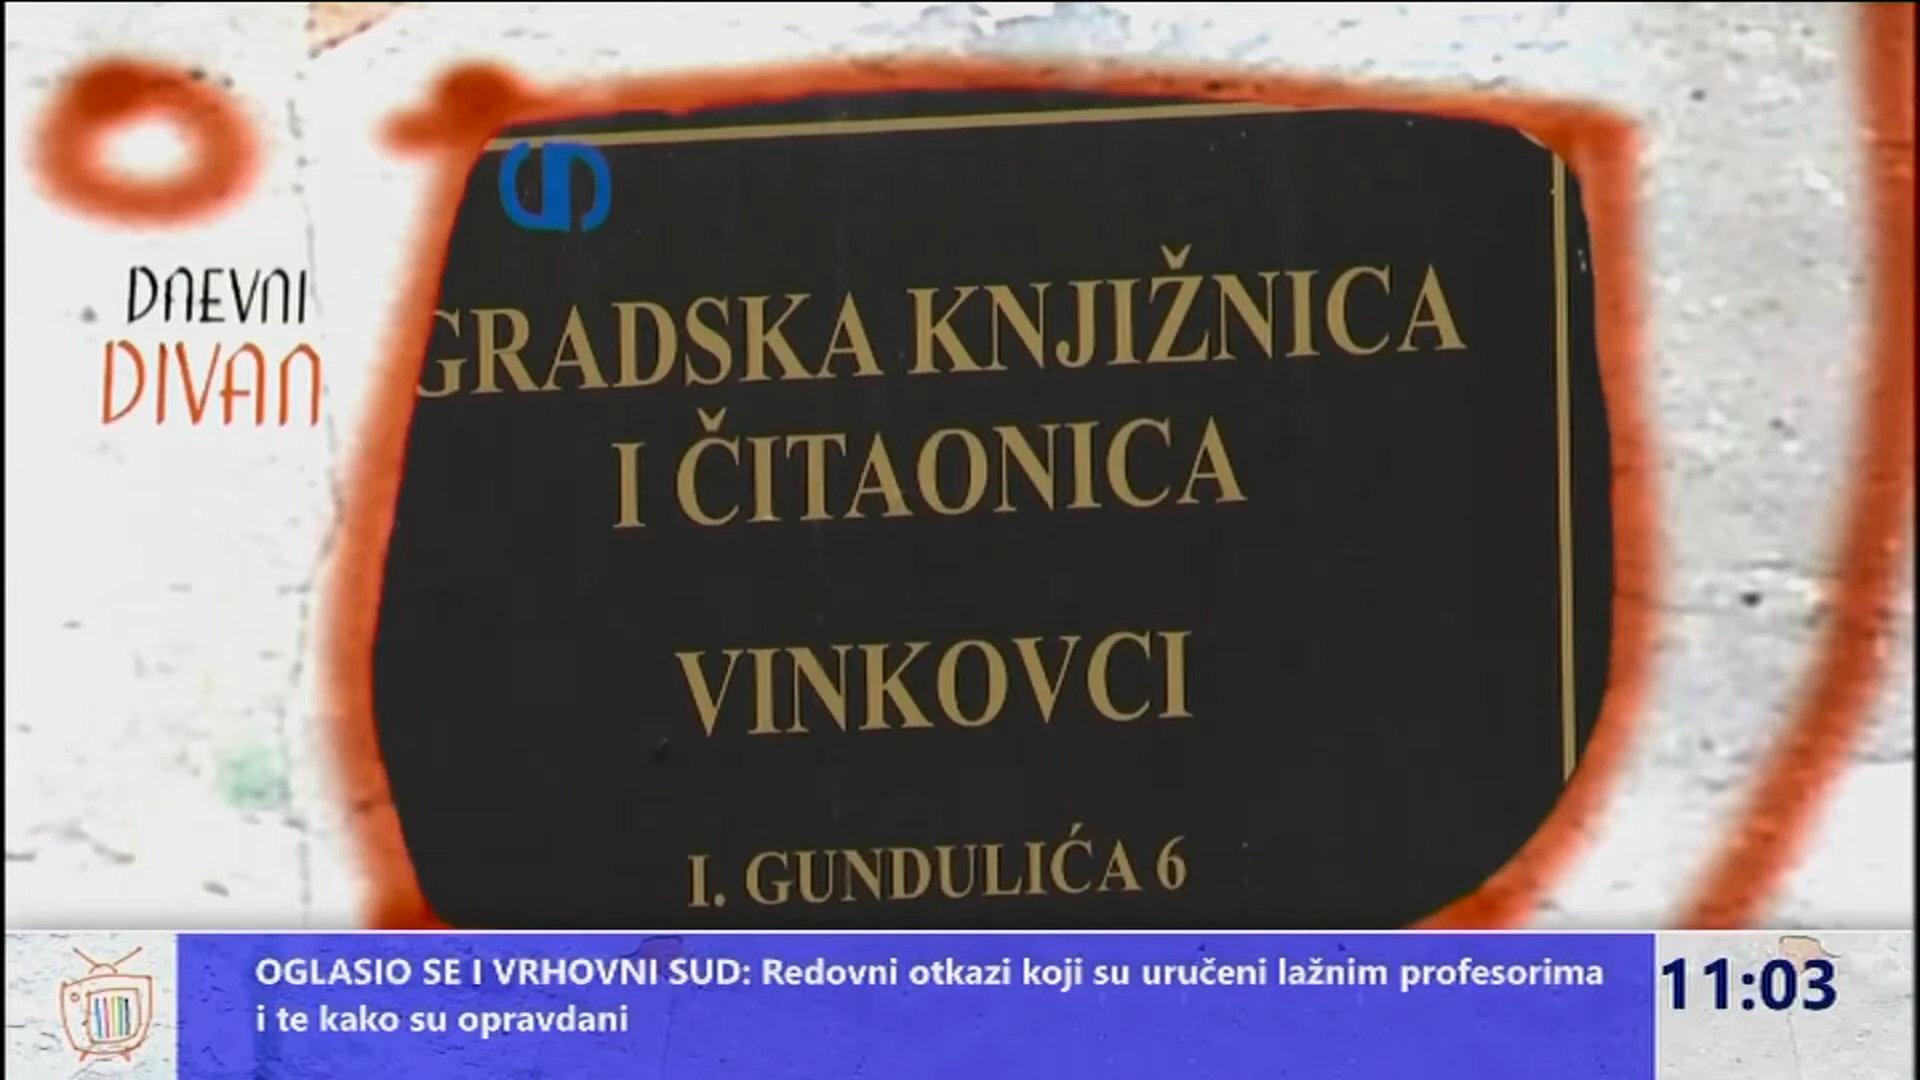 DNEVNI
DIVAN
GRADSKA KNJIŽNICA
I ČITAONICA
VINKOVCI
I. GUNDULIĆA 6
OGLASIO SE I VRHOVNI SUD: Redovni otkazi koji su uručeni lažnim profesorima
i te kako su opravdani
11:03